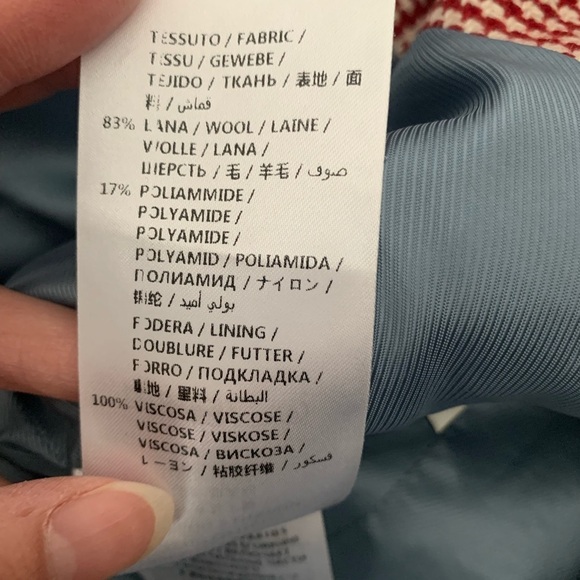 TESSUTO / FABRIC /
TISSU / GEWEBE /
TEJIDO / ТКАНЬ / 表地 / 面
料 / قماش
83% LANA / WOOL / LAINE /
WOLLE / LANA /
ШЕРСТЬ / 毛 / 羊毛 / صوف
17% POLIAMMIDE /
POLYAMIDE /
POLYAMIDE /
POLYAMID / POLIAMIDA /
ПОЛИАМИД / ナイロン /
锦纶 / بولي أميد
FODERA / LINING /
DOUBLURE / FUTTER /
FORRO / ПОДКЛАДКА /
裏地 / 里料 / البطانة
100% VISCOSA / VISCOSE /
VISCOSE / VISKOSE /
VISCOSA / ВИСКОЗА /
レーヨン / 粘胶纤维 / فسكور